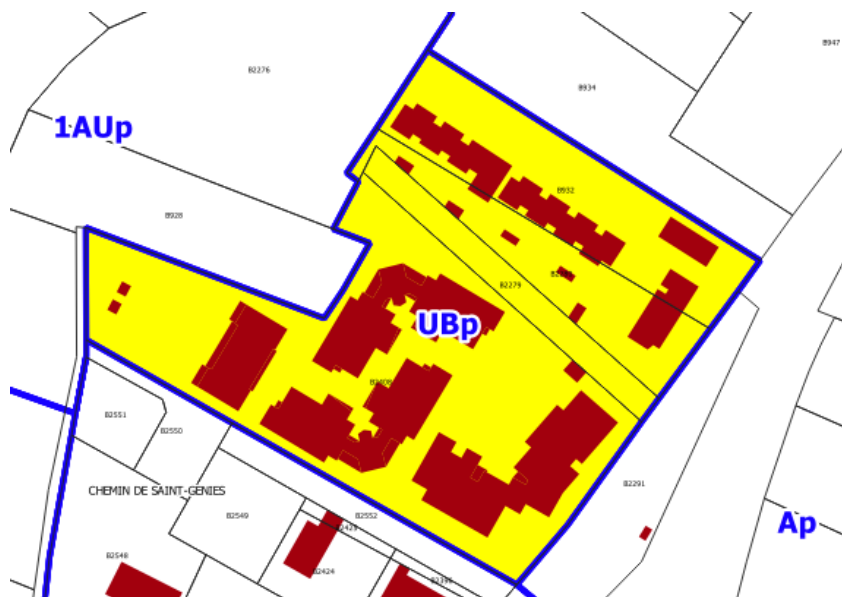 B947
B2276
B934
1AUp
B932
B928
B2279
UBp
B2551
B2550
CHEMIN DE SAINT-GENIES
B2291
B2549
B2552
Ap
B2548
B2424